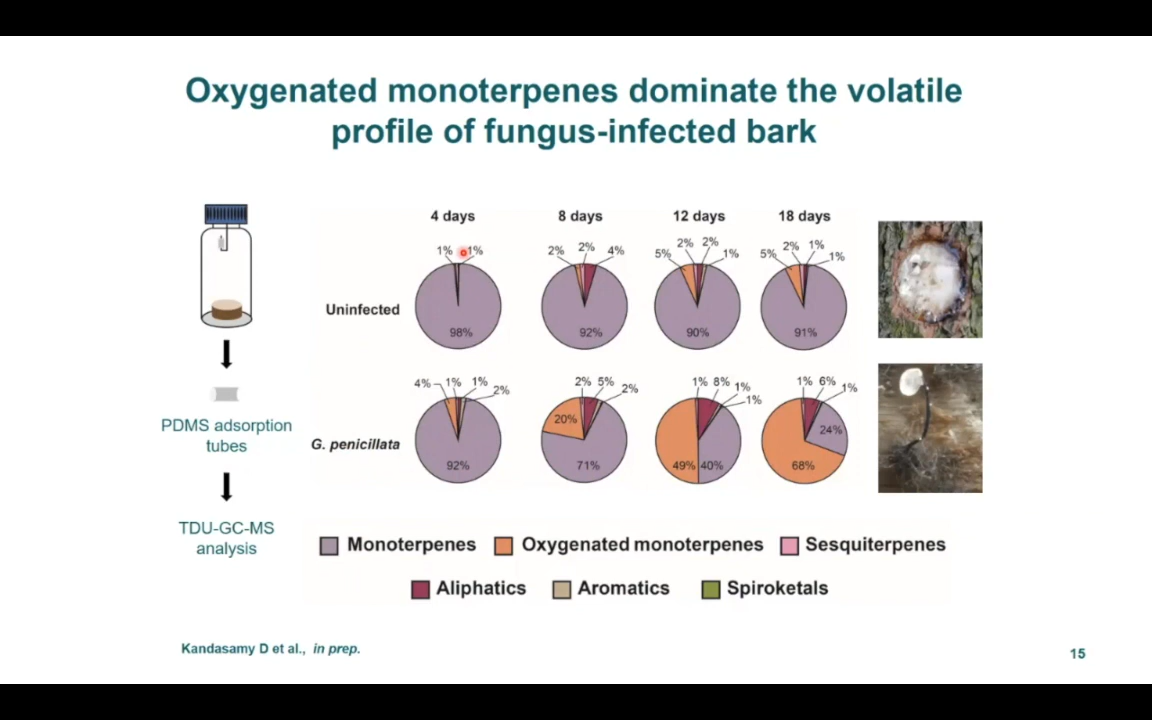 Oxygenated monoterpenes dominate the volatile
profile of fungus-infected bark
4 days
8 days
12 days
18 days
1% 1%
2% 2% 4%
5% 2% 2% 1%
5% 2% 1% 1%
Uninfected
98%
92%
90%
91%
4% 1% 1% 2%
2% 5% 2%
1% 8% 1% 1%
1% 6% 1%
G. penicillata
92%
20%
71%
49% 40%
24%
68%
PDMS adsorption
tubes
TDU-GC-MS
analysis
Monoterpenes Oxygenated monoterpenes Sesquiterpenes
Aliphatics Aromatics Spiroketals
Kandasamy D et al., in prep.
15